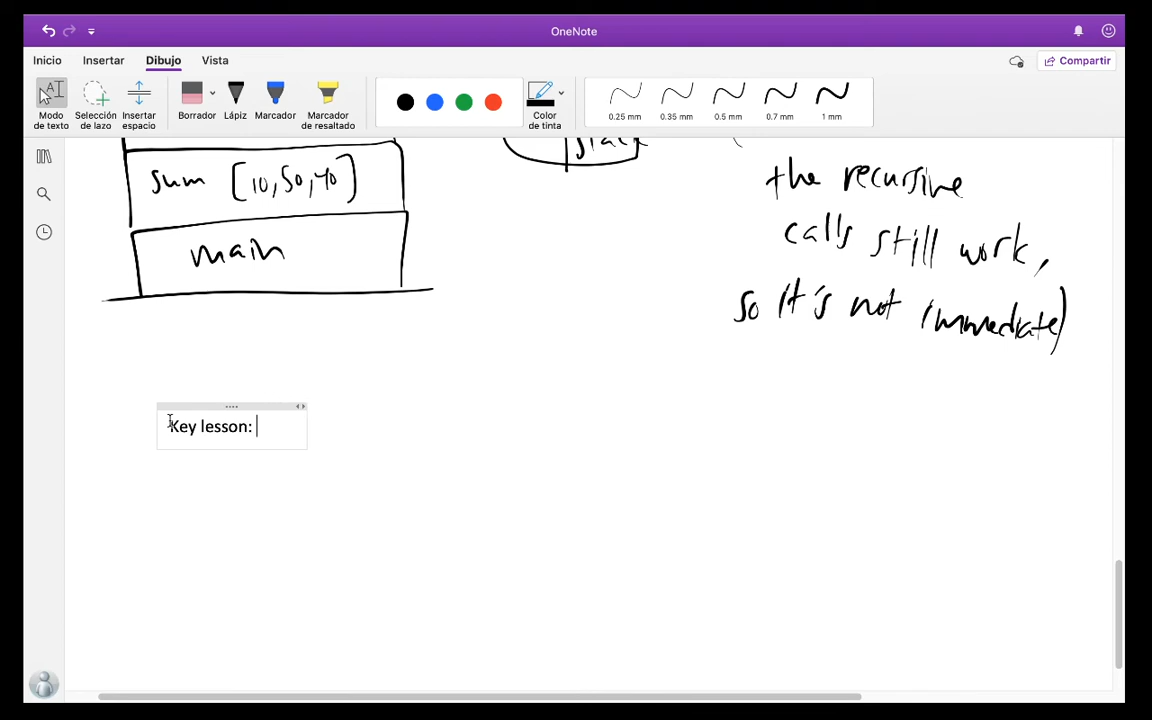 OneNote
Inicio Insertar Dibujo Vista
Compartir
Modo de texto
Selección de lazo
Insertar espacio
Borrador
Lápiz
Marcador
Marcador de resaltado
Color de tinta
0.25 mm 0.35 mm 0.5 mm 0.7 mm 1 mm
stack
the recursive
calls still work,
so it's not immediate)
sum [10,50,40]
main
Key lesson: